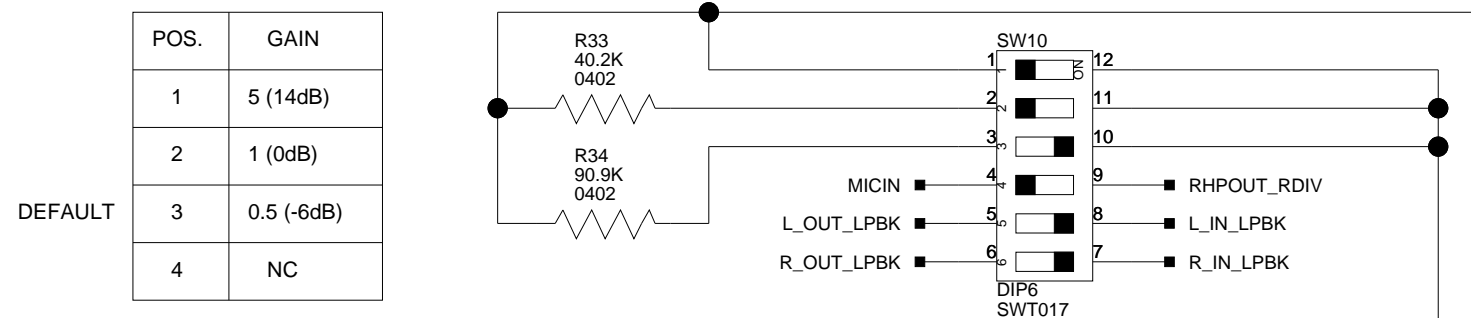 POS. GAIN
1 5 (14dB)
2 1 (0dB)
DEFAULT 3 0.5 (-6dB)
4 NC
R33
40.2K
0402
R34
90.9K
0402
SW10
1 1 ON 12
2 2 11
3 3 10
MICIN 4 4 9 RHPOUT_RDIV
L_OUT_LPBK 5 5 8 L_IN_LPBK
R_OUT_LPBK 6 6 7 R_IN_LPBK
DIP6
SWT017